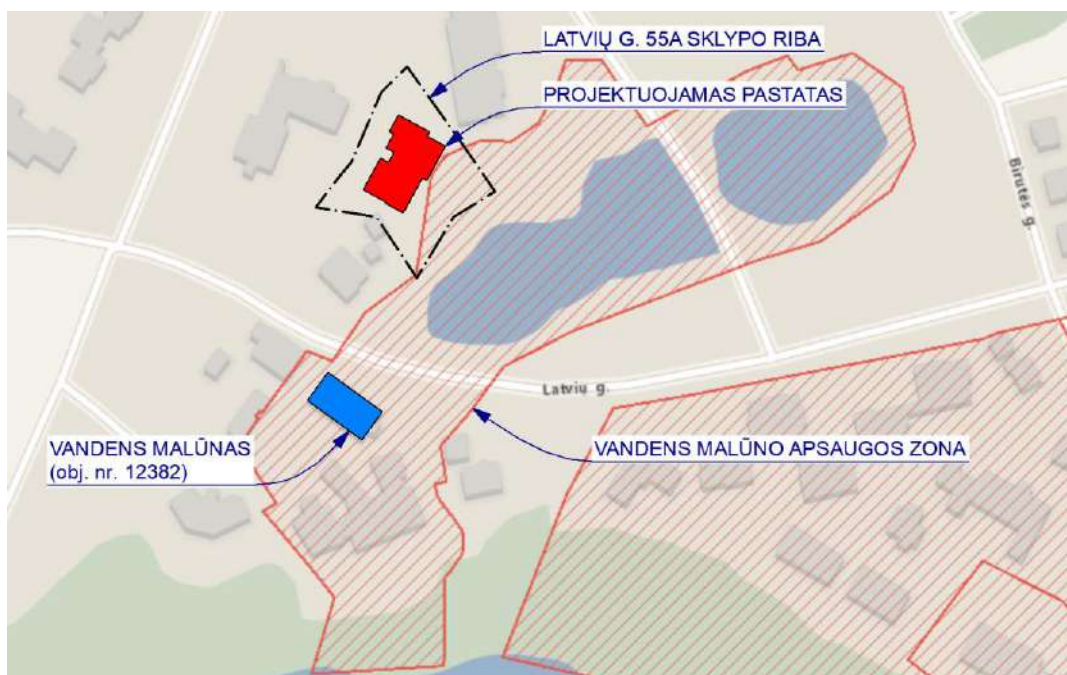 LATVIŲ G. 55A SKLYPO RIBA
PROJEKTUOJAMAS PASTATAS
Birutės g.
Latvių g.
VANDENS MALŪNAS
(obj. nr. 12382)
VANDENS MALŪNO APSAUGOS ZONA